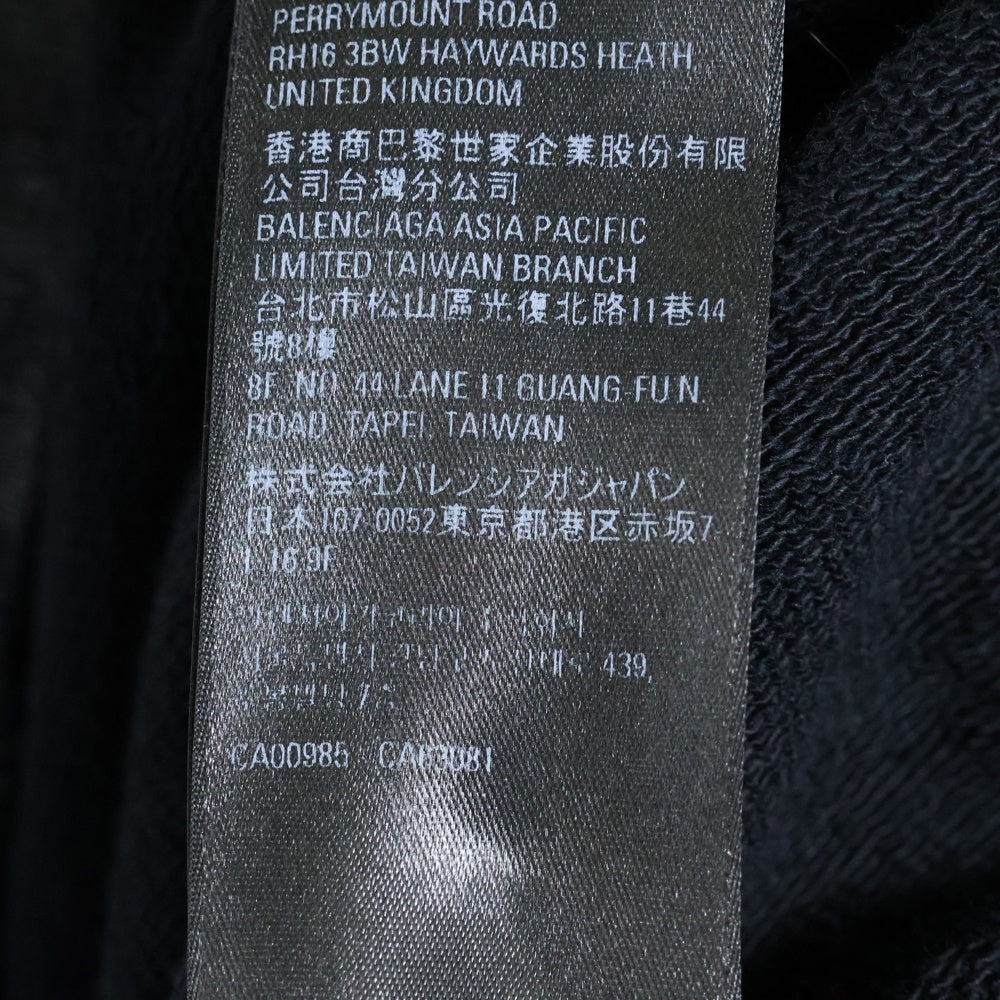 PERRYMOUNT ROAD
RH16 3BW HAYWARDS HEATH,
UNITED KINGDOM
香港商巴黎世家企業股份有限
公司台灣分公司
BALENCIAGA ASIA PACIFIC
LIMITED TAIWAN BRANCH
台北市松山區光復北路11巷44
號8樓
8F, NO. 44 LANE 11 GUANG-FU N.
ROAD, TAPEI, TAIWAN
株式会社バレンシアガジャパン
日本107-0052東京都港区赤坂7-
1-16 9F
439,
CA00985 CA63081